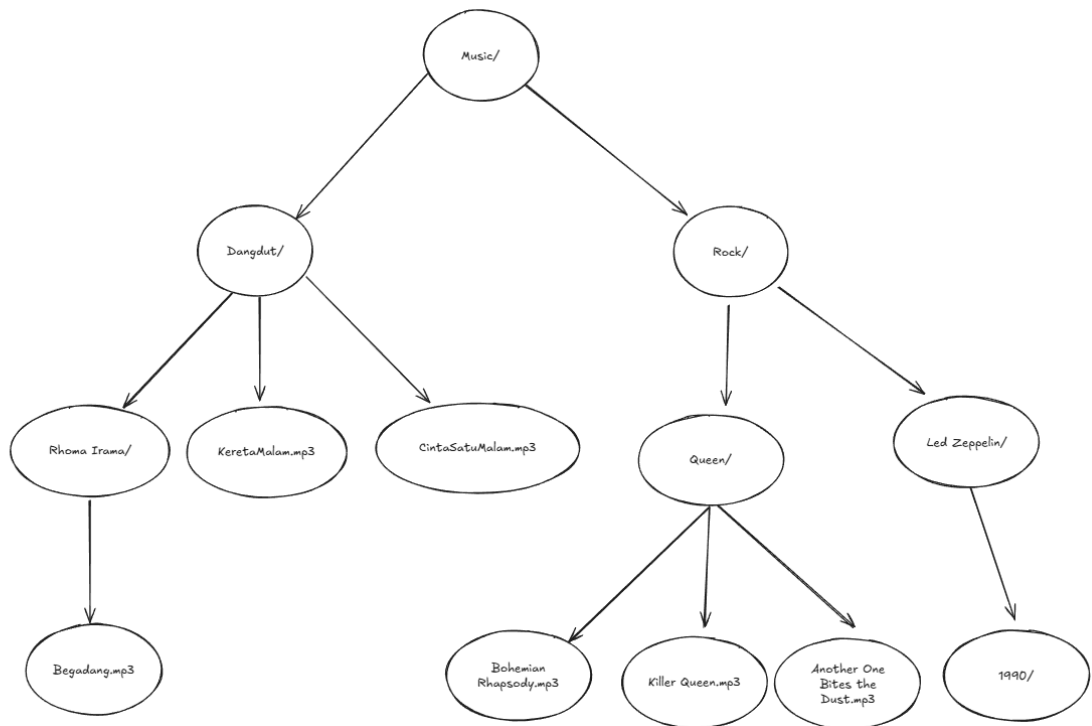 Music/
Dangdut/
Rock/
Rhoma Irama/
KeretaMalam.mp3
CintaSatuMalam.mp3
Queen/
Led Zeppelin/
Begadang.mp3
Bohemian
Rhapsody.mp3
Killer Queen.mp3
Another One
Bites the
Dust.mp3
1990/